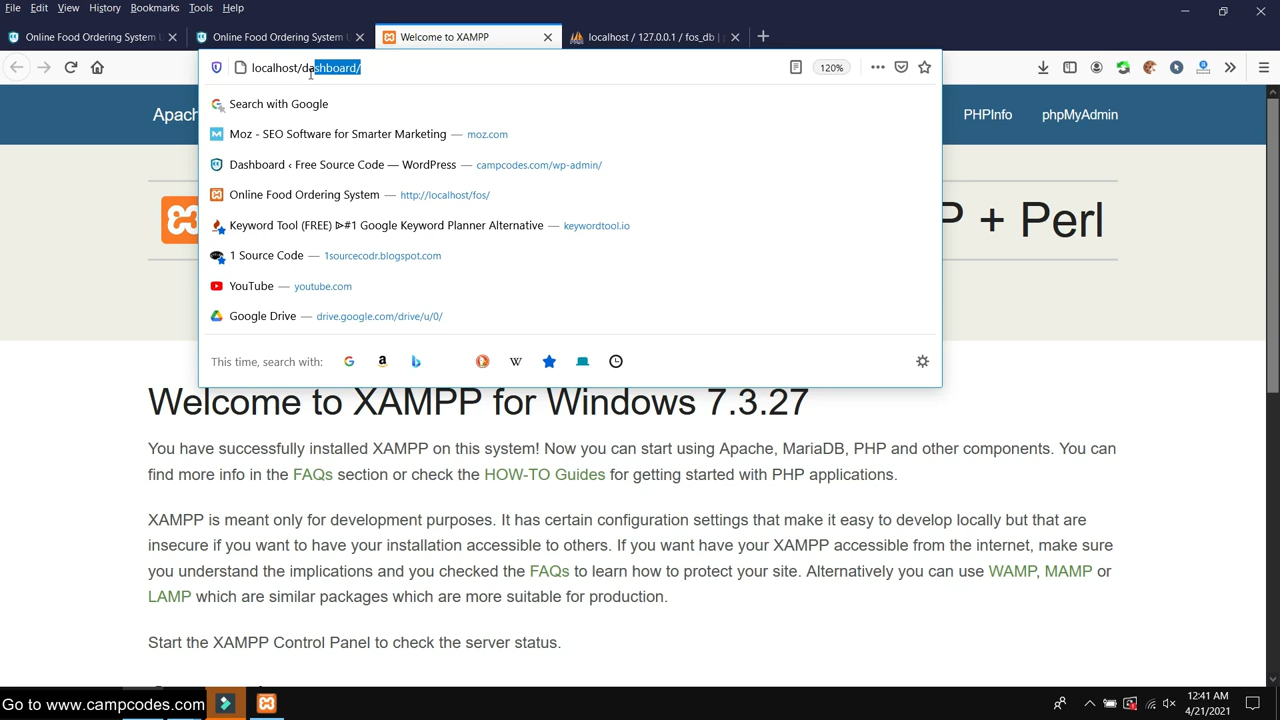 File Edit View History Bookmarks Tools Help
Online Food Ordering System U
Online Food Ordering System U
Welcome to XAMPP
localhost / 127.0.0.1 / fos_db | p
localhost/dashboard/
120%
Search with Google
Moz - SEO Software for Smarter Marketing — moz.com
Dashboard ‹ Free Source Code — WordPress — campcodes.com/wp-admin/
Online Food Ordering System — http://localhost/fos/
Keyword Tool (FREE) ᐈ#1 Google Keyword Planner Alternative — keywordtool.io
1 Source Code — 1sourcecodr.blogspot.com
YouTube — youtube.com
Google Drive — drive.google.com/drive/u/0/
This time, search with:
Apach
PHPInfo
phpMyAdmin
P + Perl
Welcome to XAMPP for Windows 7.3.27
You have successfully installed XAMPP on this system! Now you can start using Apache, MariaDB, PHP and other components. You can
find more info in the FAQs section or check the HOW-TO Guides for getting started with PHP applications.
XAMPP is meant only for development purposes. It has certain configuration settings that make it easy to develop locally but that are
insecure if you want to have your installation accessible to others. If you want have your XAMPP accessible from the internet, make sure
you understand the implications and you checked the FAQs to learn how to protect your site. Alternatively you can use WAMP, MAMP or
LAMP which are similar packages which are more suitable for production.
Start the XAMPP Control Panel to check the server status.
Go to www.campcodes.com
12:41 AM
4/21/2021